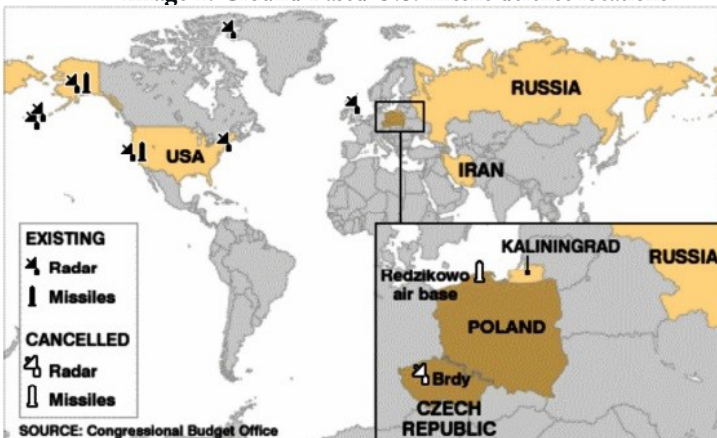 RUSSIA
USA
IRAN
EXISTING
Radar
Missiles
CANCELLED
Radar
Missiles
SOURCE: Congressional Budget Office
KALININGRAD
RUSSIA
Redzikowo
air base
POLAND
Brdy
CZECH
REPUBLIC